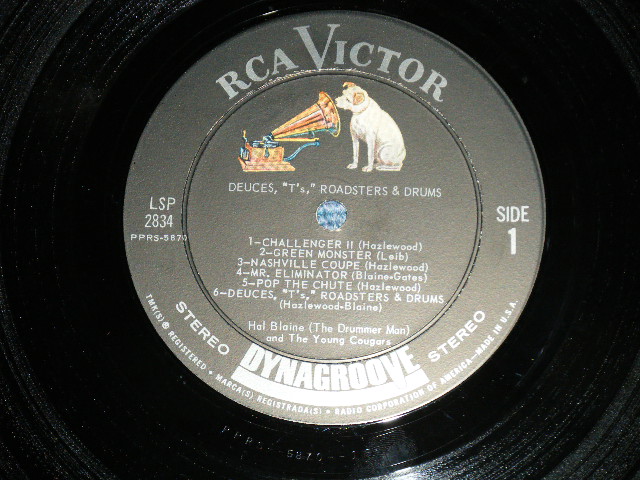 RCA VICTOR
DEUCES, "T's," ROADSTERS & DRUMS
LSP
2834
PPRS-5870
SIDE
1
1—CHALLENGER II (Hazlewood)
2—GREEN MONSTER (Leib)
3—NASHVILLE COUPE (Hazlewood)
4—MR. ELIMINATOR (Blaine-Gates)
5—POP THE CHUTE (Hazlewood)
6—DEUCES, "T's," ROADSTERS & DRUMS
(Hazlewood-Blaine)
Hal Blaine (The Drummer Man)
and The Young Cougars
STEREO
DYNAGROOVE
STEREO
TMK(S) ® REGISTERED • MARCA(S) REGISTRADA(S) • RADIO CORPORATION OF AMERICA—MADE IN U.S.A.
PPRS-5870